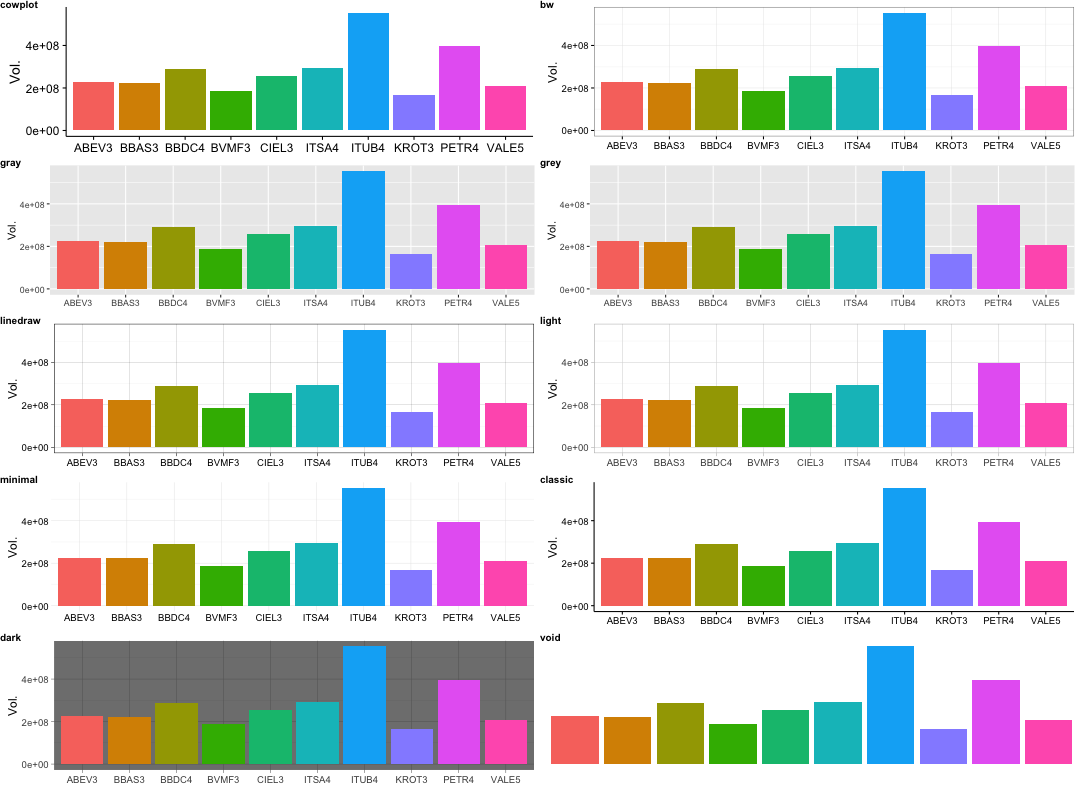 cowplot
Vol.
4e+08
2e+08
0e+00
ABEV3 BBAS3 BBDC4 BVMF3 CIEL3 ITSA4 ITUB4 KROT3 PETR4 VALE5
bw
Vol.
4e+08
2e+08
0e+00
ABEV3 BBAS3 BBDC4 BVMF3 CIEL3 ITSA4 ITUB4 KROT3 PETR4 VALE5
gray
Vol.
4e+08
2e+08
0e+00
ABEV3 BBAS3 BBDC4 BVMF3 CIEL3 ITSA4 ITUB4 KROT3 PETR4 VALE5
grey
Vol.
4e+08
2e+08
0e+00
ABEV3 BBAS3 BBDC4 BVMF3 CIEL3 ITSA4 ITUB4 KROT3 PETR4 VALE5
linedraw
Vol.
4e+08
2e+08
0e+00
ABEV3 BBAS3 BBDC4 BVMF3 CIEL3 ITSA4 ITUB4 KROT3 PETR4 VALE5
light
Vol.
4e+08
2e+08
0e+00
ABEV3 BBAS3 BBDC4 BVMF3 CIEL3 ITSA4 ITUB4 KROT3 PETR4 VALE5
minimal
Vol.
4e+08
2e+08
0e+00
ABEV3 BBAS3 BBDC4 BVMF3 CIEL3 ITSA4 ITUB4 KROT3 PETR4 VALE5
classic
Vol.
4e+08
2e+08
0e+00
ABEV3 BBAS3 BBDC4 BVMF3 CIEL3 ITSA4 ITUB4 KROT3 PETR4 VALE5
dark
Vol.
4e+08
2e+08
0e+00
ABEV3 BBAS3 BBDC4 BVMF3 CIEL3 ITSA4 ITUB4 KROT3 PETR4 VALE5
void